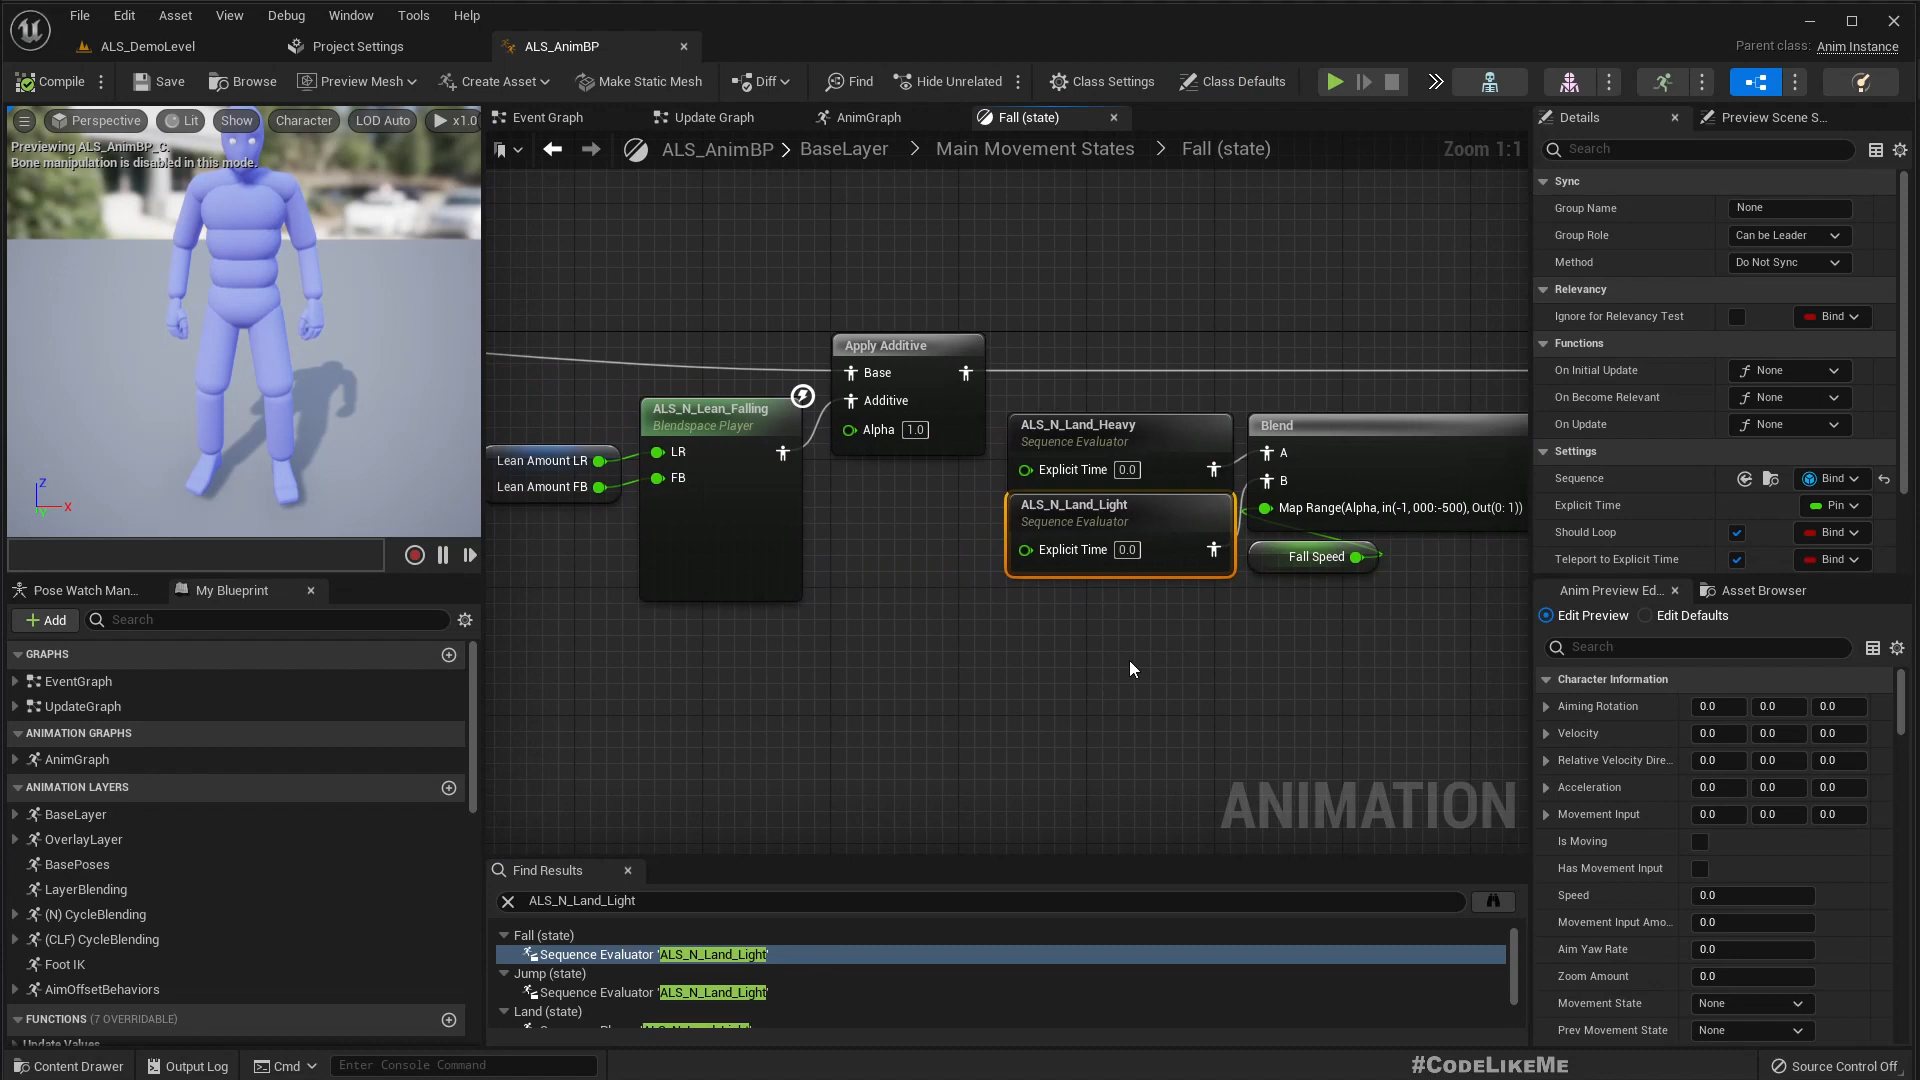 File Edit Asset View Debug Window Tools Help
ALS_DemoLevel Project Settings ALS_AnimBP
Parent class: Anim Instance
Compile Save Browse Preview Mesh Create Asset Make Static Mesh Diff Find Hide Unrelated Class Settings Class Defaults
Perspective Lit Show Character LOD Auto x1.0
Previewing ALS_AnimBP_C.
Bone manipulation is disabled in this mode.
Z
X
Y
Event Graph Update Graph AnimGraph Fall (state)
ALS_AnimBP > BaseLayer > Main Movement States > Fall (state) Zoom 1:1
Apply Additive
Base
Additive
Alpha 1.0
ALS_N_Lean_Falling
Blendspace Player
LR
FB
Lean Amount LR
Lean Amount FB
ALS_N_Land_Heavy
Sequence Evaluator
Explicit Time 0.0
ALS_N_Land_Light
Sequence Evaluator
Explicit Time 0.0
Blend
A
B
Map Range(Alpha, in(-1, 000:-500), Out(0: 1))
Fall Speed
ANIMATION
Pose Watch Man... My Blueprint
Add Search
GRAPHS
EventGraph
UpdateGraph
ANIMATION GRAPHS
AnimGraph
ANIMATION LAYERS
BaseLayer
OverlayLayer
BasePoses
LayerBlending
(N) CycleBlending
(CLF) CycleBlending
Foot IK
AimOffsetBehaviors
FUNCTIONS (7 OVERRIDABLE)
Update Values
Find Results
ALS_N_Land_Light
Fall (state)
Sequence Evaluator 'ALS_N_Land_Light'
Jump (state)
Sequence Evaluator 'ALS_N_Land_Light'
Land (state)
Details Preview Scene S...
Search
Sync
Group Name None
Group Role Can be Leader
Method Do Not Sync
Relevancy
Ignore for Relevancy Test Bind
Functions
On Initial Update None
On Become Relevant None
On Update None
Settings
Sequence Bind
Explicit Time Pin
Should Loop Bind
Teleport to Explicit Time Bind
Anim Preview Ed... Asset Browser
Edit Preview Edit Defaults
Search
Character Information
Aiming Rotation 0.0 0.0 0.0
Velocity 0.0 0.0 0.0
Relative Velocity Dire... 0.0 0.0 0.0
Acceleration 0.0 0.0 0.0
Movement Input 0.0 0.0 0.0
Is Moving
Has Movement Input
Speed 0.0
Movement Input Amo... 0.0
Aim Yaw Rate 0.0
Zoom Amount 0.0
Movement State None
Prev Movement State None
Content Drawer Output Log Cmd Enter Console Command #CODELIKEME Source Control Off